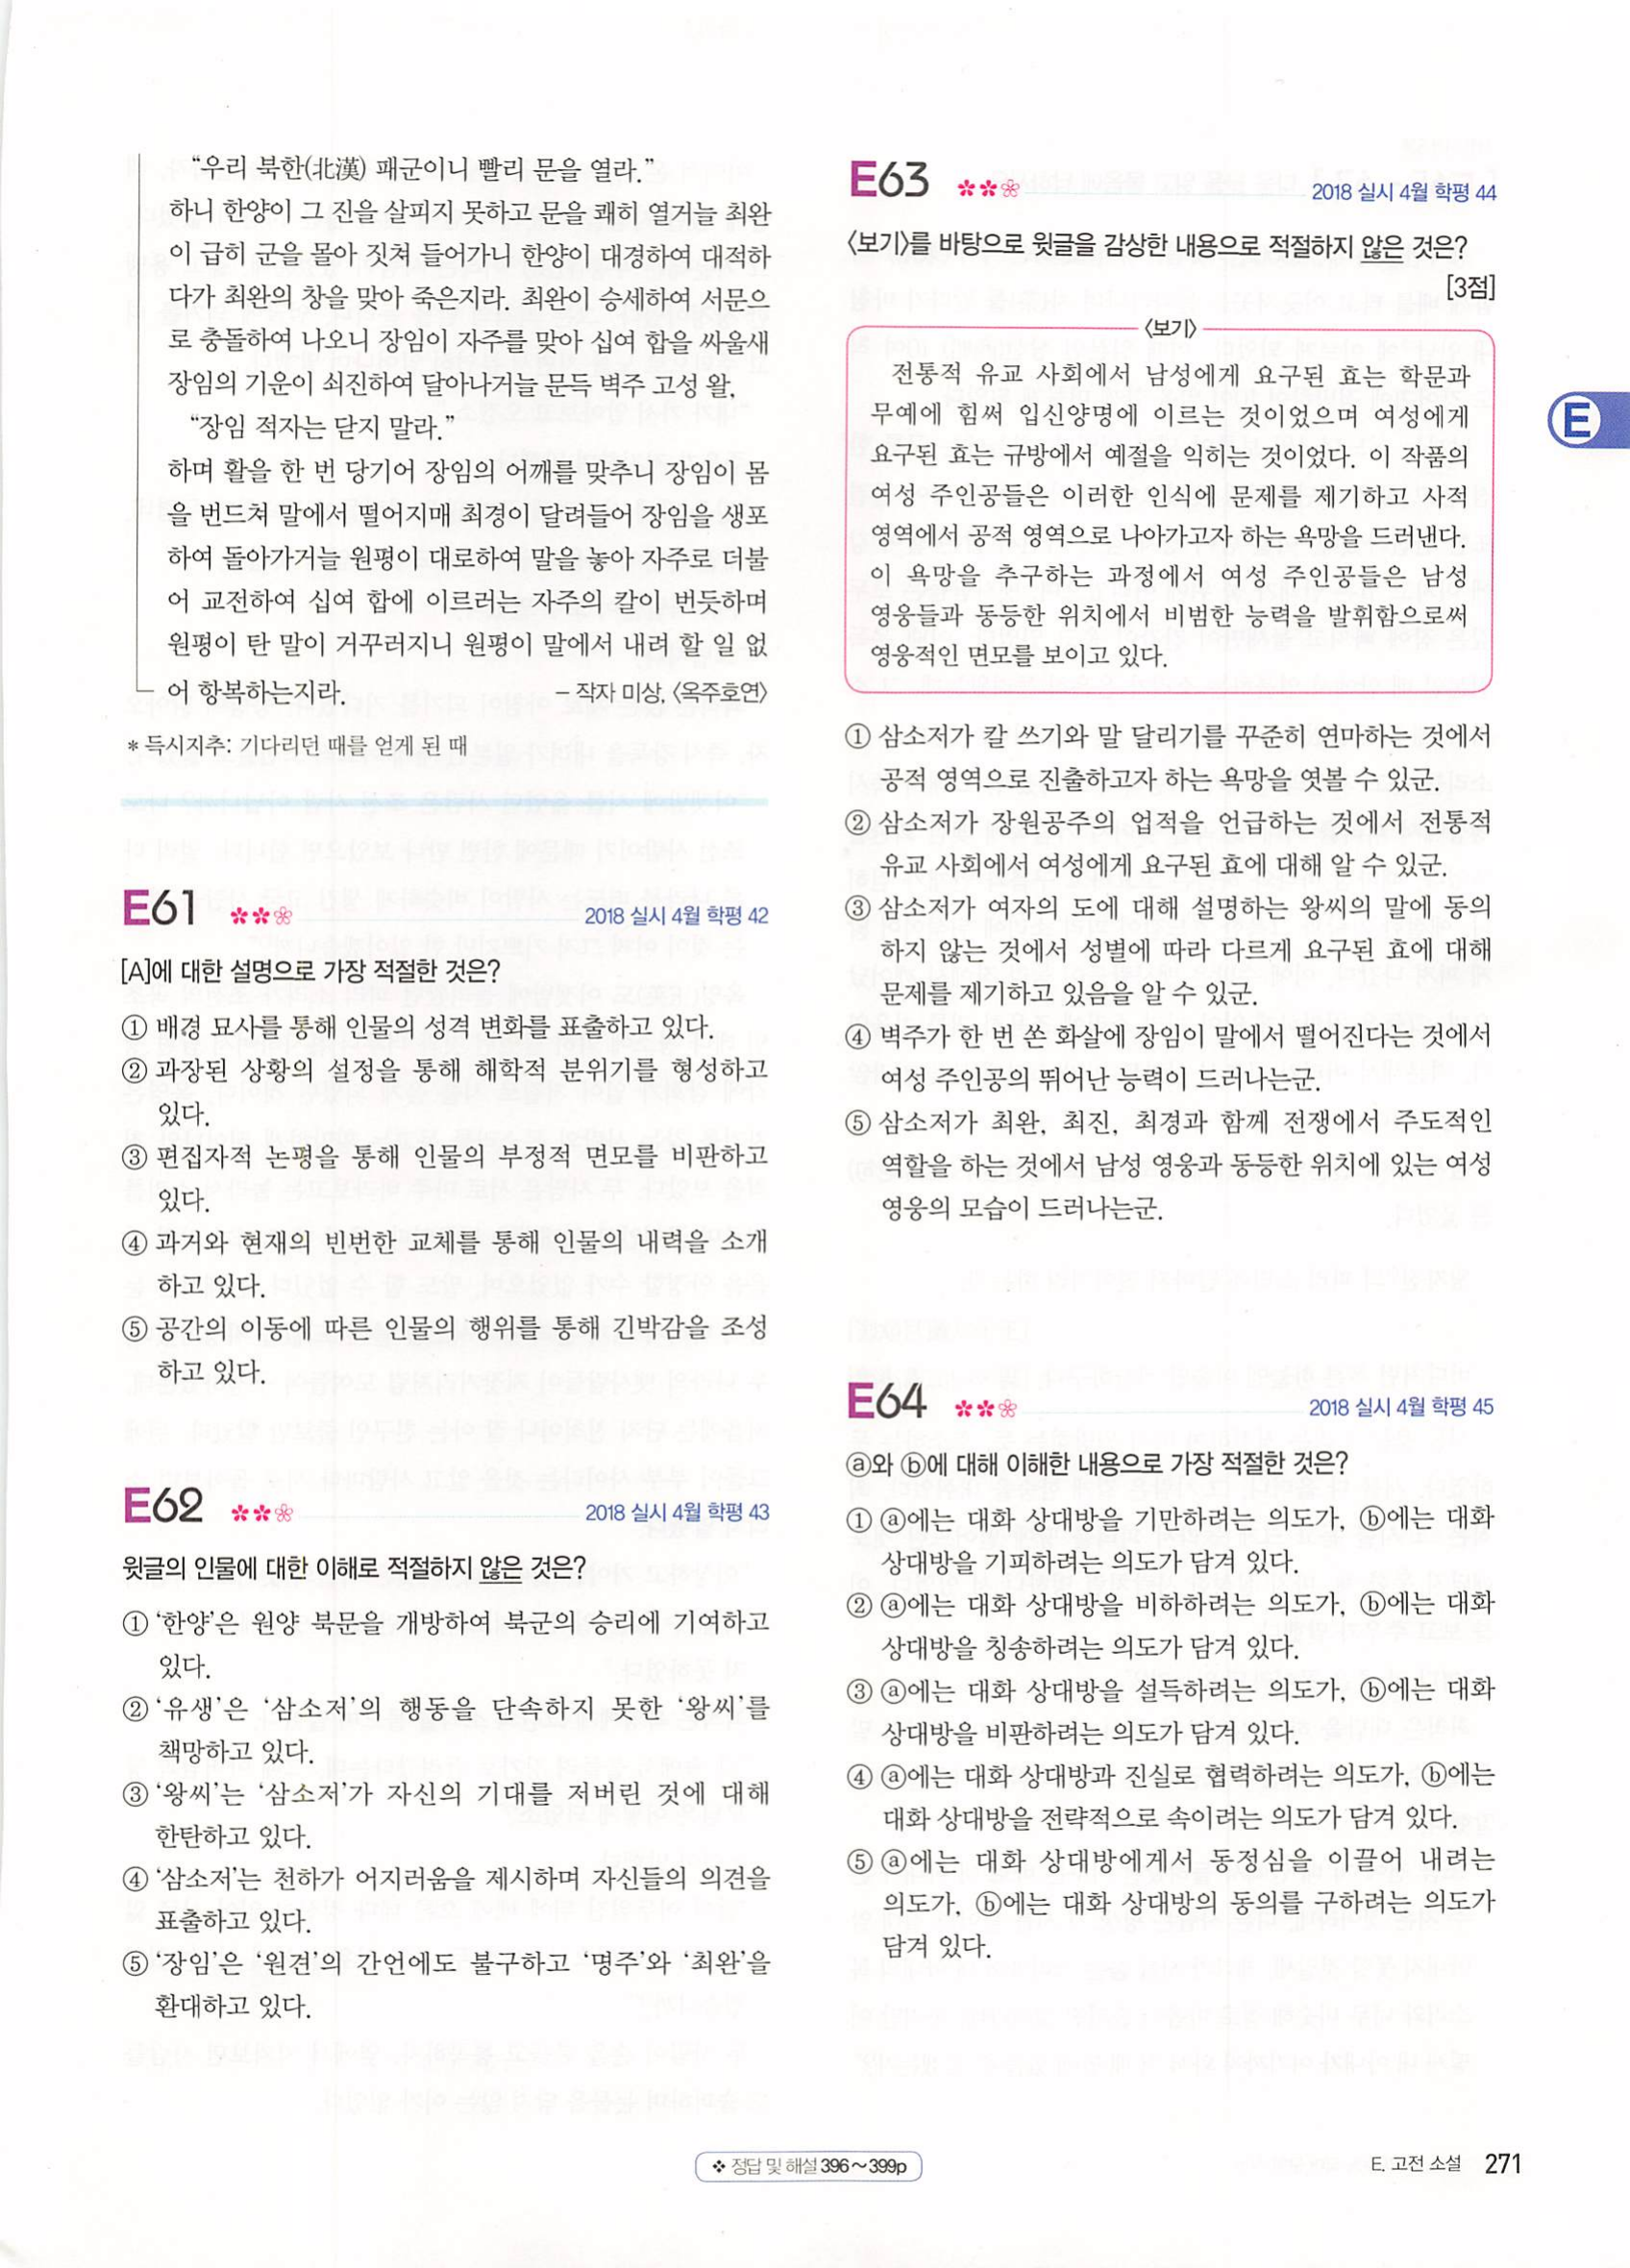 “우리 북한(北漢) 패군이니 빨리 문을 열라.”
하니 한양이 그 진을 살피지 못하고 문을 쾌히 열거늘 최완
이 급히 군을 몰아 짓쳐 들어가니 한양이 대경하여 대적하
다가 최완의 창을 맞아 죽은지라. 최완이 승세하여 서문으
로 충돌하여 나오니 장임이 자주를 맞아 십여 합을 싸울새
장임의 기운이 쇠진하여 달아나거늘 문득 벽주 고성 왈,
“장임 적자는 닫지 말라.”
하며 활을 한 번 당기어 장임의 어깨를 맞추니 장임이 몸
을 번드쳐 말에서 떨어지매 최경이 달려들어 장임을 생포
하여 돌아가거늘 원평이 대로하여 말을 놓아 자주로 더불
어 교전하여 십여 합에 이르러는 자주의 칼이 번듯하며
원평이 탄 말이 거꾸러지니 원평이 말에서 내려 할 일 없
어 항복하는지라.
- 작자 미상, 〈옥주호연〉
* 득시지추: 기다리던 때를 얻게 된 때
E61
2018 실시 4월 학평 42
[A]에 대한 설명으로 가장 적절한 것은?
① 배경 묘사를 통해 인물의 성격 변화를 표출하고 있다.
② 과장된 상황의 설정을 통해 해학적 분위기를 형성하고
있다.
③ 편집자적 논평을 통해 인물의 부정적 면모를 비판하고
있다.
④ 과거와 현재의 빈번한 교체를 통해 인물의 내력을 소개
하고 있다.
⑤ 공간의 이동에 따른 인물의 행위를 통해 긴박감을 조성
하고 있다.
E62
2018 실시 4월 학평 43
윗글의 인물에 대한 이해로 적절하지 않은 것은?
① ‘한양’은 원양 북문을 개방하여 북군의 승리에 기여하고
있다.
② ‘유생’은 ‘삼소저’의 행동을 단속하지 못한 ‘왕씨’를
책망하고 있다.
③ ‘왕씨’는 ‘삼소저’가 자신의 기대를 저버린 것에 대해
한탄하고 있다.
④ ‘삼소저’는 천하가 어지러움을 제시하며 자신들의 의견을
표출하고 있다.
⑤ ‘장임’은 ‘원견’의 간언에도 불구하고 ‘명주’와 ‘최완’을
환대하고 있다.
E63
2018 실시 4월 학평 44
〈보기〉를 바탕으로 윗글을 감상한 내용으로 적절하지 않은 것은?
[3점]
〈보기〉
전통적 유교 사회에서 남성에게 요구된 효는 학문과
무예에 힘써 입신양명에 이르는 것이었으며 여성에게
요구된 효는 규방에서 예절을 익히는 것이었다. 이 작품의
여성 주인공들은 이러한 인식에 문제를 제기하고 사적
영역에서 공적 영역으로 나아가고자 하는 욕망을 드러낸다.
이 욕망을 추구하는 과정에서 여성 주인공들은 남성
영웅들과 동등한 위치에서 비범한 능력을 발휘함으로써
영웅적인 면모를 보이고 있다.
① 삼소저가 칼 쓰기와 말 달리기를 꾸준히 연마하는 것에서
공적 영역으로 진출하고자 하는 욕망을 엿볼 수 있군.
② 삼소저가 장원공주의 업적을 언급하는 것에서 전통적
유교 사회에서 여성에게 요구된 효에 대해 알 수 있군.
③ 삼소저가 여자의 도에 대해 설명하는 왕씨의 말에 동의
하지 않는 것에서 성별에 따라 다르게 요구된 효에 대해
문제를 제기하고 있음을 알 수 있군.
④ 벽주가 한 번 쏜 화살에 장임이 말에서 떨어진다는 것에서
여성 주인공의 뛰어난 능력이 드러나는군.
⑤ 삼소저가 최완, 최진, 최경과 함께 전쟁에서 주도적인
역할을 하는 것에서 남성 영웅과 동등한 위치에 있는 여성
영웅의 모습이 드러나는군.
E64
2018 실시 4월 학평 45
ⓐ와 ⓑ에 대해 이해한 내용으로 가장 적절한 것은?
① ⓐ에는 대화 상대방을 기만하려는 의도가, ⓑ에는 대화
상대방을 기피하려는 의도가 담겨 있다.
② ⓐ에는 대화 상대방을 비하하려는 의도가, ⓑ에는 대화
상대방을 칭송하려는 의도가 담겨 있다.
③ ⓐ에는 대화 상대방을 설득하려는 의도가, ⓑ에는 대화
상대방을 비판하려는 의도가 담겨 있다.
④ ⓐ에는 대화 상대방과 진실로 협력하려는 의도가, ⓑ에는
대화 상대방을 전략적으로 속이려는 의도가 담겨 있다.
⑤ ⓐ에는 대화 상대방에게서 동정심을 이끌어 내려는
의도가, ⓑ에는 대화 상대방의 동의를 구하려는 의도가
담겨 있다.
E
❖ 정답 및 해설 396～399p
E. 고전 소설 271